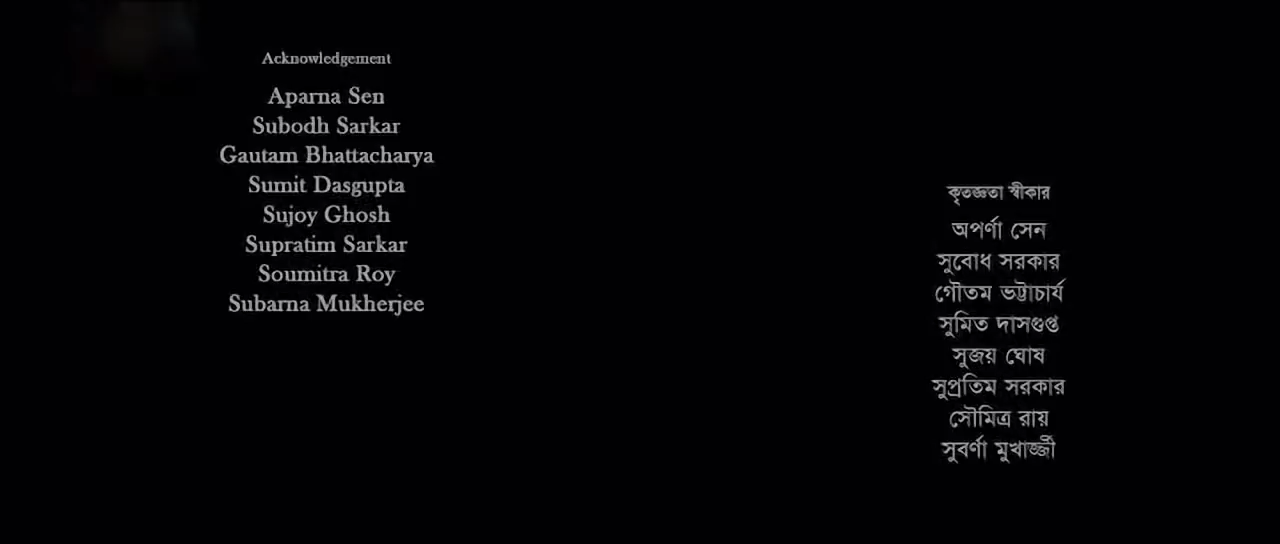 Acknowledgement
Aparna Sen
Subodh Sarkar
Gautam Bhattacharya
Sumit Dasgupta
Sujoy Ghosh
Supratim Sarkar
Soumitra Roy
Subarna Mukherjee
কৃতজ্ঞতা স্বীকার
অপর্ণা সেন
সুবোধ সরকার
গৌতম ভট্টাচার্য
সুমিত দাসগুপ্ত
সুজয় ঘোষ
সুপ্রতিম সরকার
সৌমিত্র রায়
সুবর্ণা মুখার্জ্জী